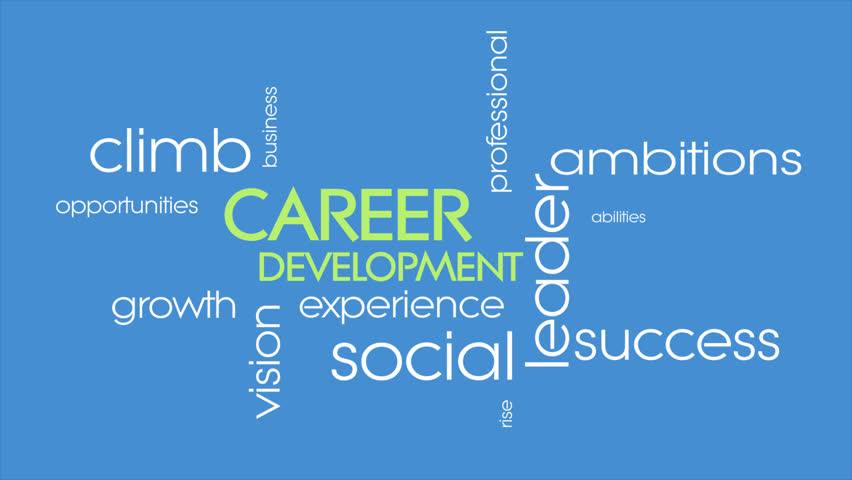 professional
business
climb
ambitions
opportunities
CAREER
abilities
DEVELOPMENT
leader
growth
experience
vision
social
success
rise